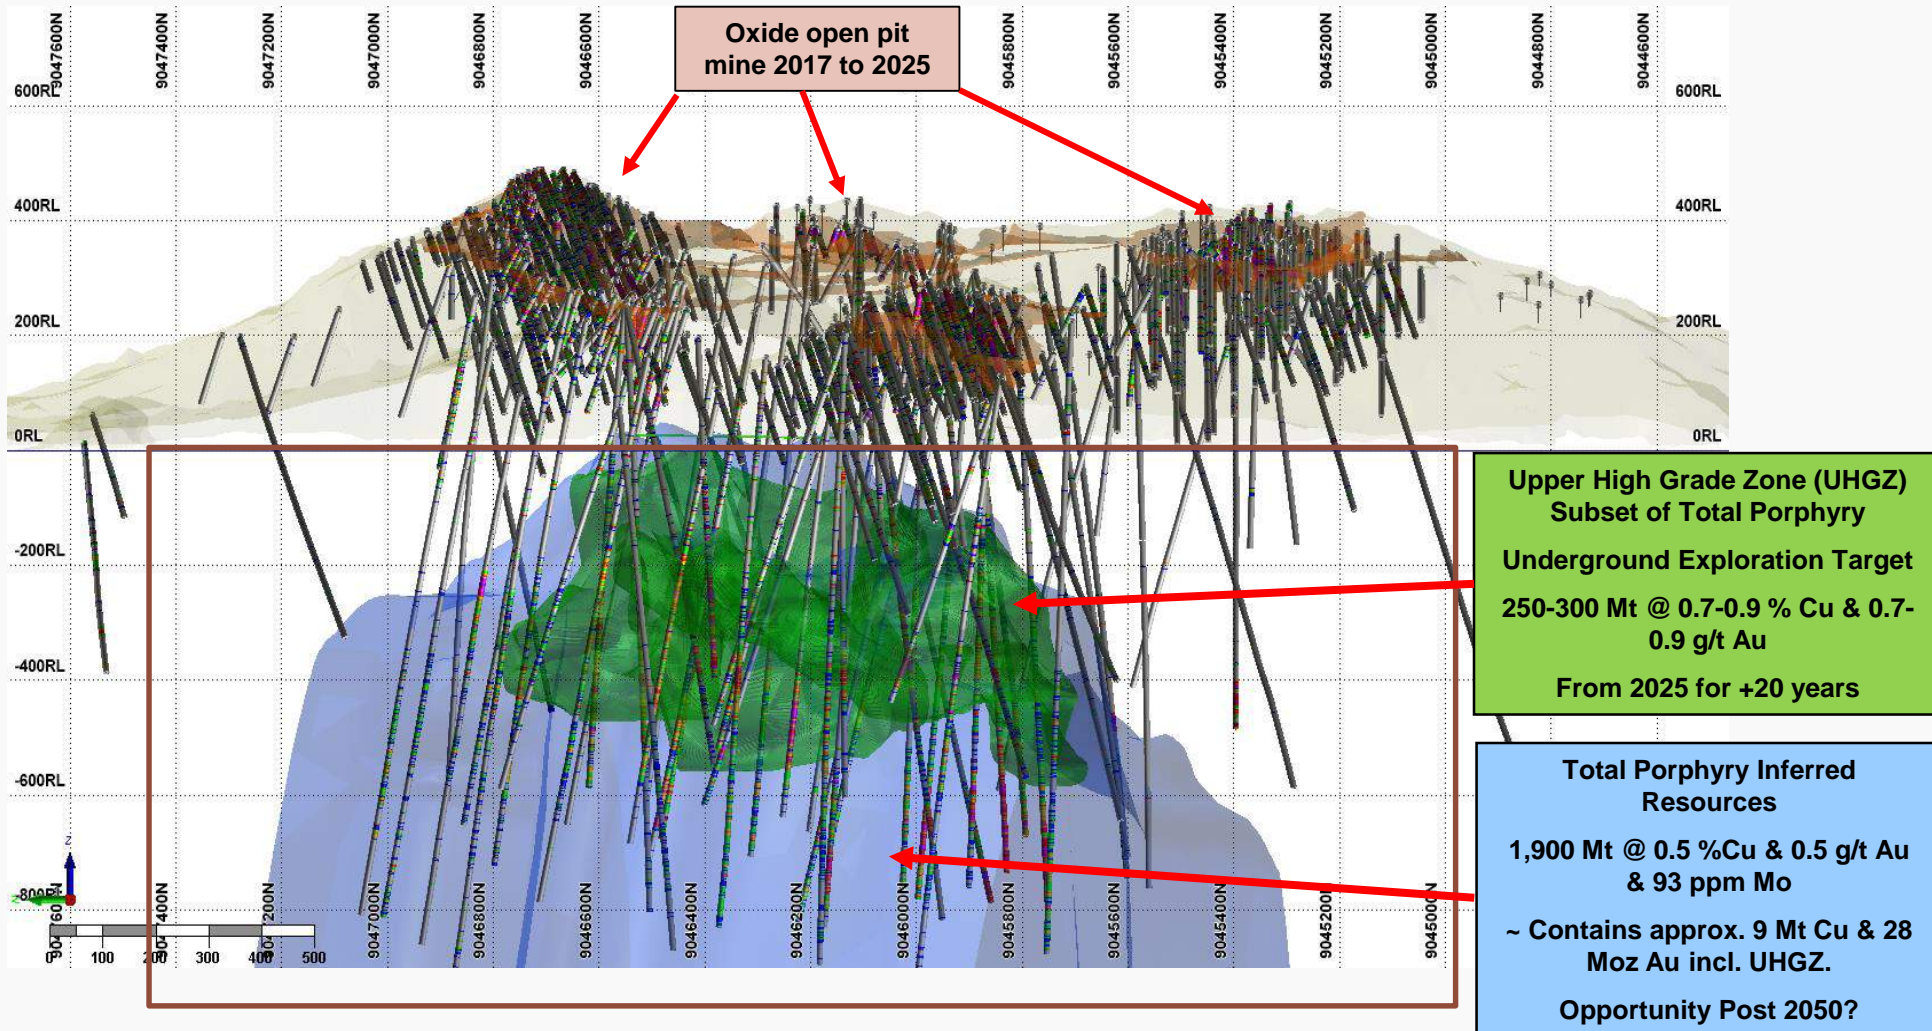 9047600N
9047400N
9047200N
9047000N
9046800N
9046600N
Oxide open pit
mine 2017 to 2025
9045800N
9045600N
9045400N
9045200N
9045000N
9044800N
9044600N
600RL
600RL
400RL
400RL
200RL
200RL
0RL
0RL
Upper High Grade Zone (UHGZ)
Subset of Total Porphyry
Underground Exploration Target
250-300 Mt @ 0.7-0.9 % Cu & 0.7-
0.9 g/t Au
From 2025 for +20 years
-200RL
-400RL
-600RL
Total Porphyry Inferred
Resources
1,900 Mt @ 0.5 %Cu & 0.5 g/t Au
& 93 ppm Mo
~ Contains approx. 9 Mt Cu & 28
Moz Au incl. UHGZ.
Opportunity Post 2050?
Z
N
-800RL
9047000N
9046800N
9046600N
9046400N
9046200N
9046000N
9045800N
9045600N
9045400N
9045200N
9045000N
0 100 200 300 400 500